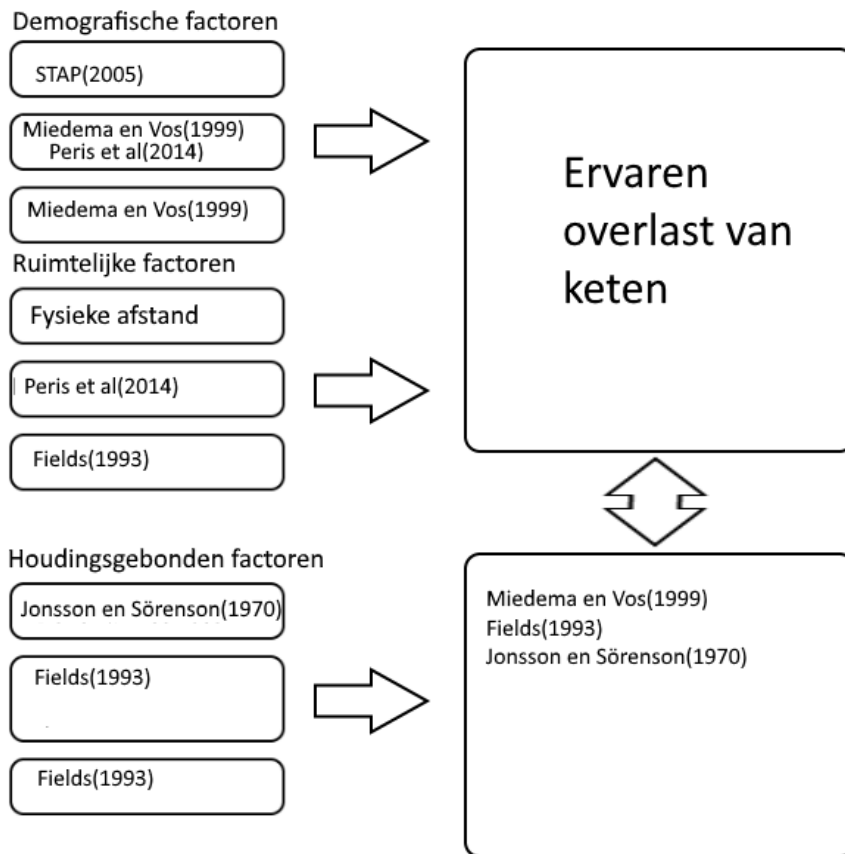 Demografische factoren
STAP(2005)
Miedema en Vos(1999)
Peris et al(2014)
Miedema en Vos(1999)
Ruimtelijke factoren
Fysieke afstand
Peris et al(2014)
Fields(1993)
Ervaren
overlast van
keten
Houdingsgebonden factoren
Jonsson en Sörenson(1970)
Fields(1993)
Fields(1993)
Miedema en Vos(1999)
Fields(1993)
Jonsson en Sörenson(1970)